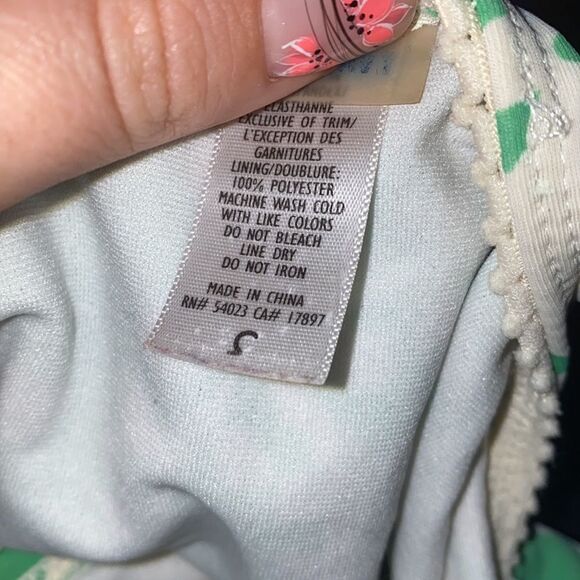 ELASTHANNE
EXCLUSIVE OF TRIM/
L'EXCEPTION DES
GARNITURES
LINING/DOUBLURE:
100% POLYESTER
MACHINE WASH COLD
WITH LIKE COLORS
DO NOT BLEACH
LINE DRY
DO NOT IRON
MADE IN CHINA
RN# 54023 CA# 17897